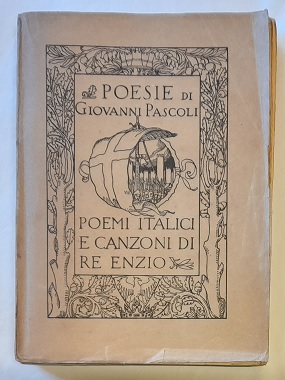 POESIE DI
GIOVANNI PASCOLI
POEMI ITALICI
E CANZONI DI
RE ENZIO